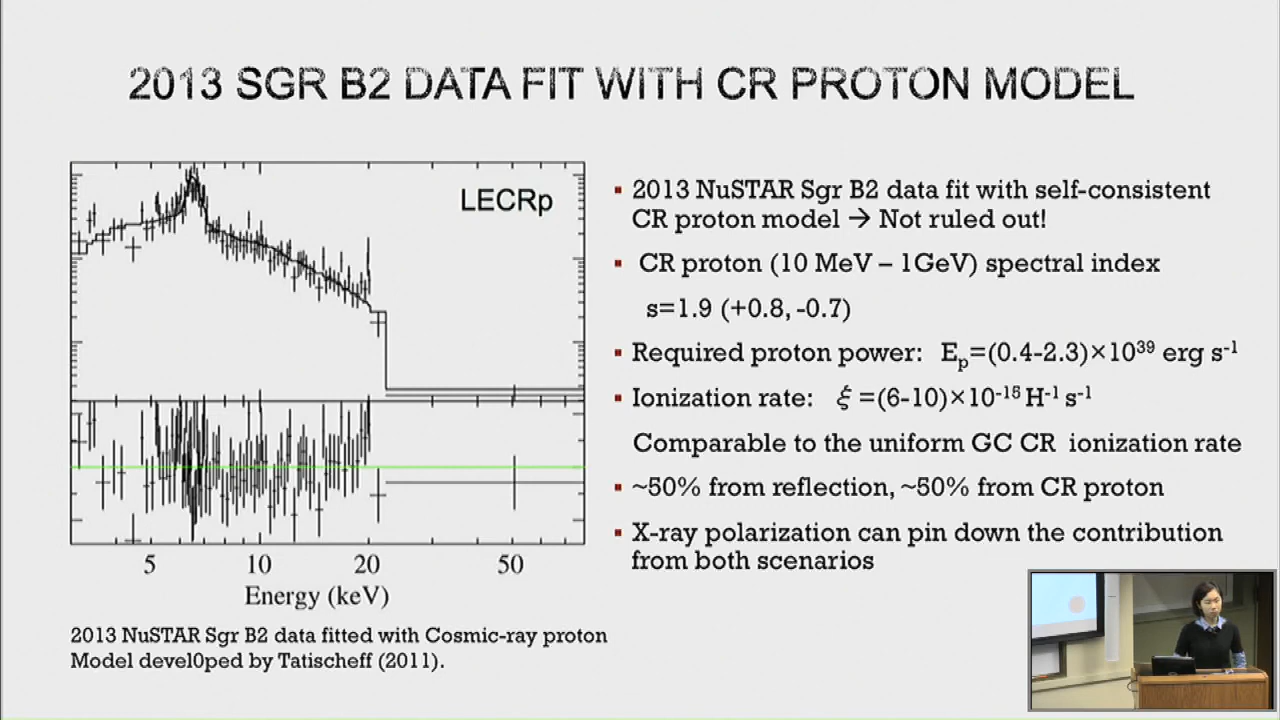 2013 SGR B2 DATA FIT WITH CR PROTON MODEL
LECRp
5 10 20 50
Energy (keV)
2013 NuSTAR Sgr B2 data fitted with Cosmic-ray proton
Model devel0ped by Tatischeff (2011).
▪ 2013 NuSTAR Sgr B2 data fit with self-consistent
CR proton model → Not ruled out!
▪ CR proton (10 MeV – 1GeV) spectral index
s=1.9 (+0.8, -0.7)
▪ Required proton power: Eₚ=(0.4-2.3)×10³⁹ erg s⁻¹
▪ Ionization rate: ξ =(6-10)×10⁻¹⁵ H⁻¹ s⁻¹
Comparable to the uniform GC CR ionization rate
▪ ~50% from reflection, ~50% from CR proton
▪ X-ray polarization can pin down the contribution
from both scenarios